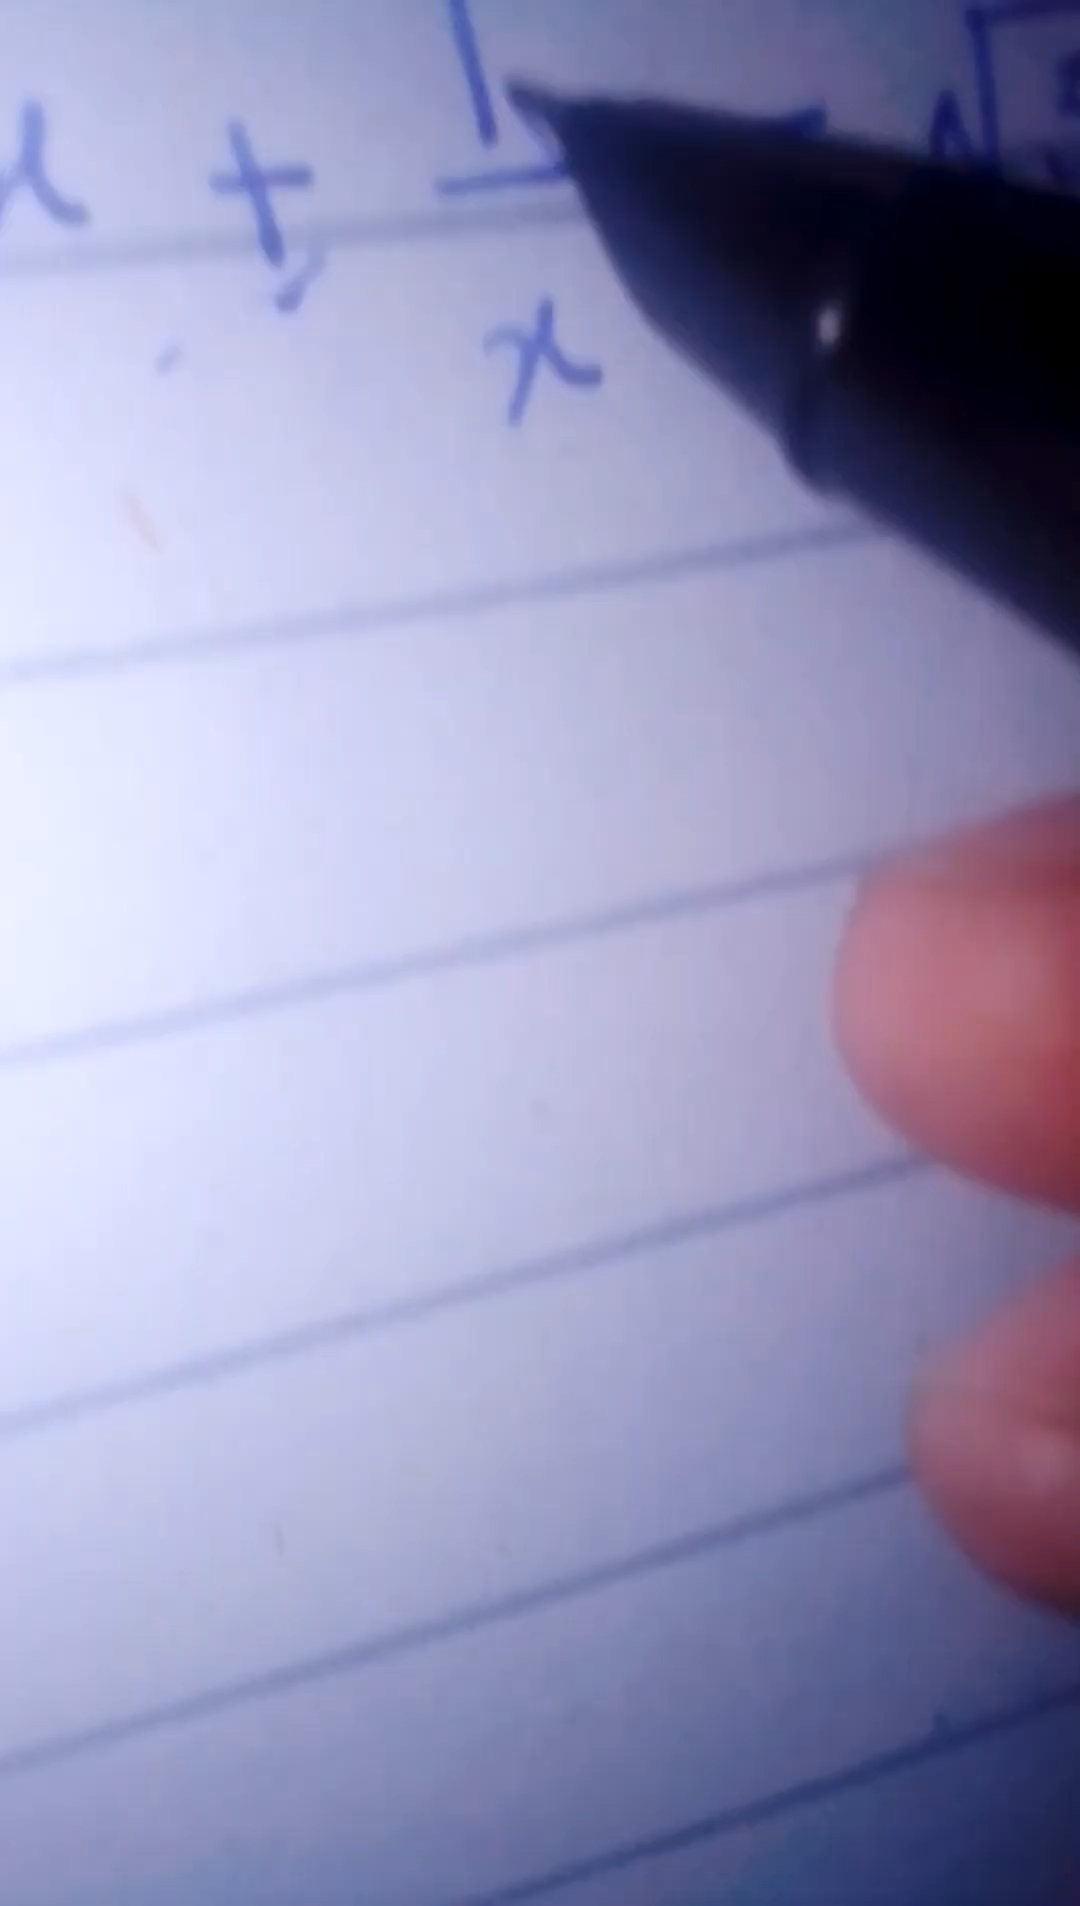 x + 1/x = √